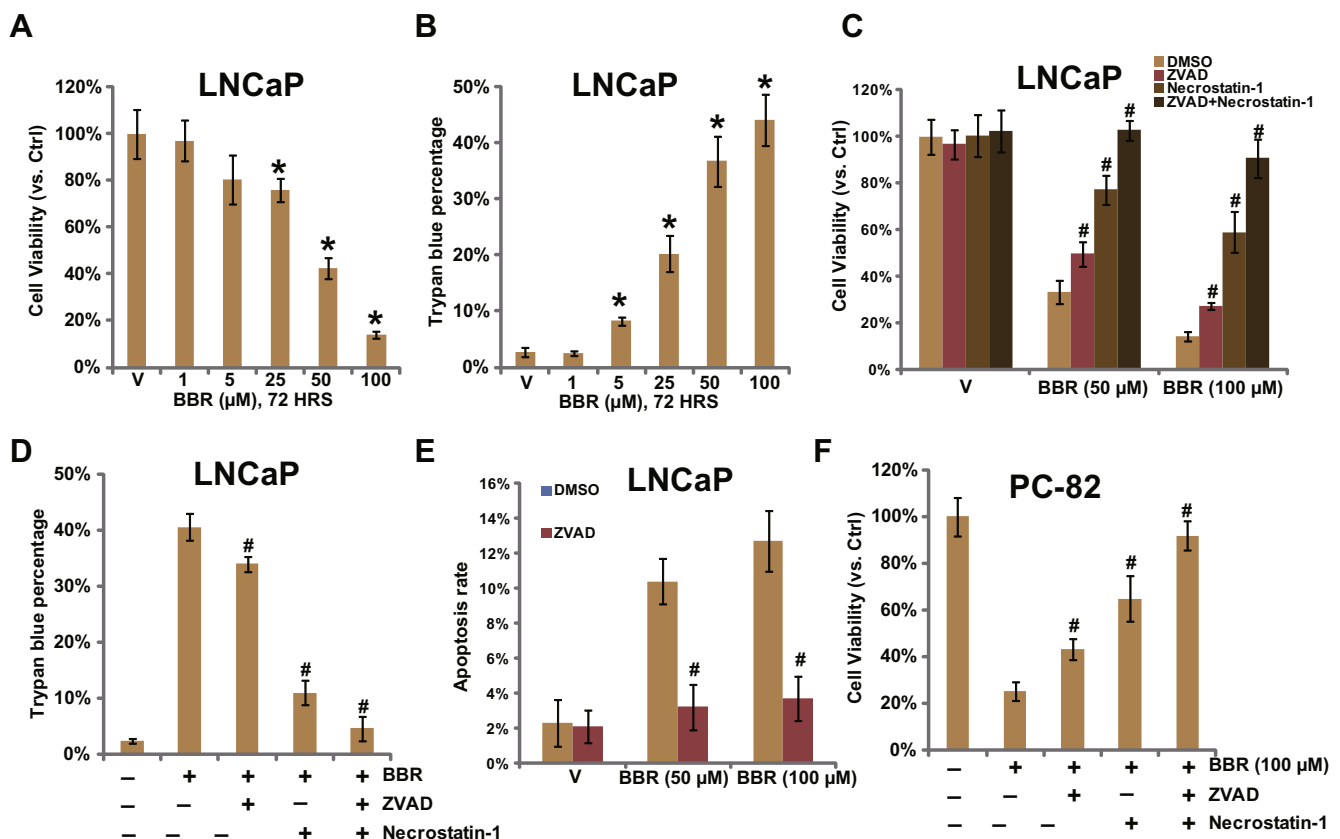 A
LNCaP
Cell Viability (vs. Ctrl)
120%
100%
80%
60%
40%
20%
0%
V 1 5 25 50 100
BBR (µM), 72 HRS
* * *
B
LNCaP
Trypan blue percentage
50%
40%
30%
20%
10%
0%
V 1 5 25 50 100
BBR (µM), 72 HRS
* * * *
C
LNCaP
DMSO
ZVAD
Necrostatin-1
ZVAD+Necrostatin-1
Cell Viability (vs. Ctrl)
120%
100%
80%
60%
40%
20%
0%
# # # # # #
V BBR (50 µM) BBR (100 µM)
D
LNCaP
Trypan blue percentage
50%
40%
30%
20%
10%
0%
# # #
– + + + + BBR
– – + – + ZVAD
– – – + + Necrostatin-1
E
LNCaP
DMSO
ZVAD
Apoptosis rate
16%
14%
12%
10%
8%
6%
4%
2%
0%
# #
V BBR (50 µM) BBR (100 µM)
F
PC-82
Cell Viability (vs. Ctrl)
120%
100%
80%
60%
40%
20%
0%
# # #
– + + + + BBR (100 µM)
– – + – + ZVAD
– – – + + Necrostatin-1